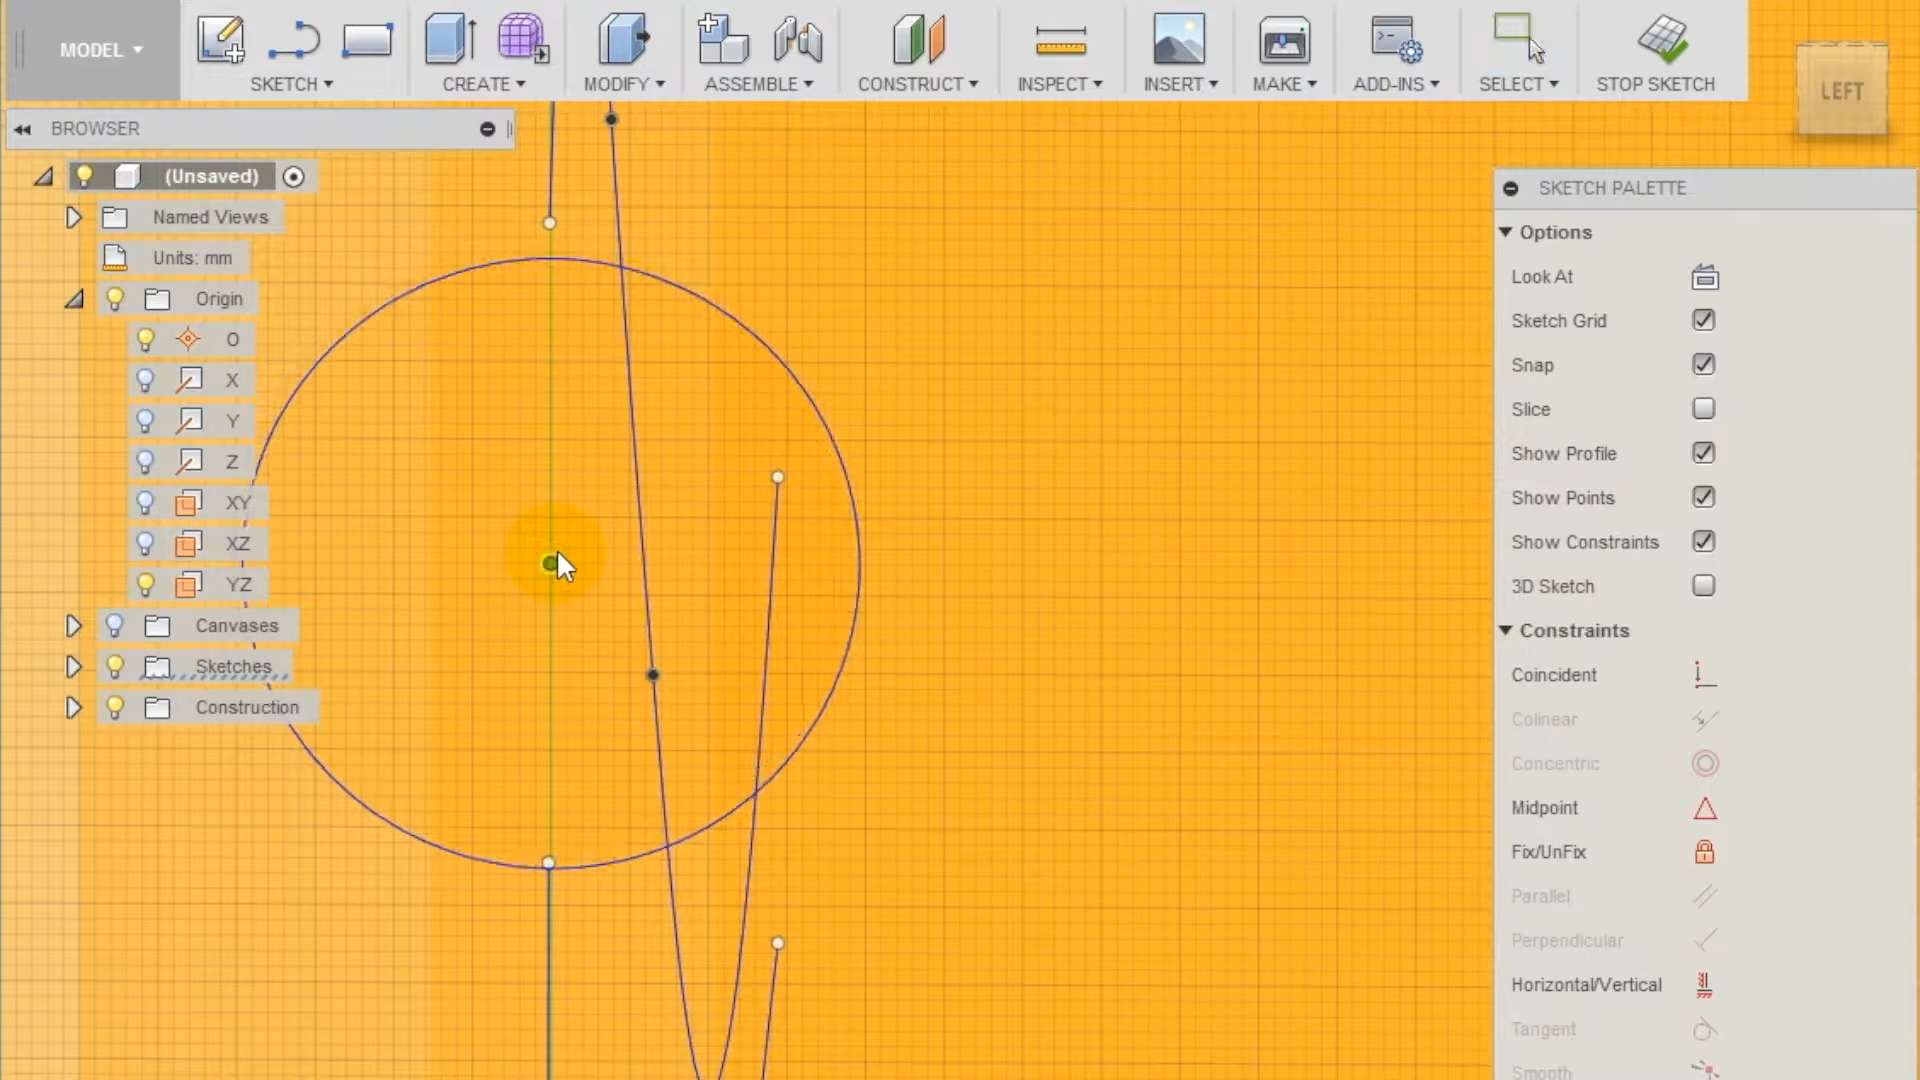 MODEL
SKETCH
CREATE
MODIFY
ASSEMBLE
CONSTRUCT
INSPECT
INSERT
MAKE
ADD-INS
SELECT
STOP SKETCH
LEFT
BROWSER
(Unsaved)
Named Views
Units: mm
Origin
O
X
Y
Z
XY
XZ
YZ
Canvases
Sketches
Construction
SKETCH PALETTE
Options
Look At
Sketch Grid
Snap
Slice
Show Profile
Show Points
Show Constraints
3D Sketch
Constraints
Coincident
Colinear
Concentric
Midpoint
Fix/UnFix
Parallel
Perpendicular
Horizontal/Vertical
Tangent
Smooth